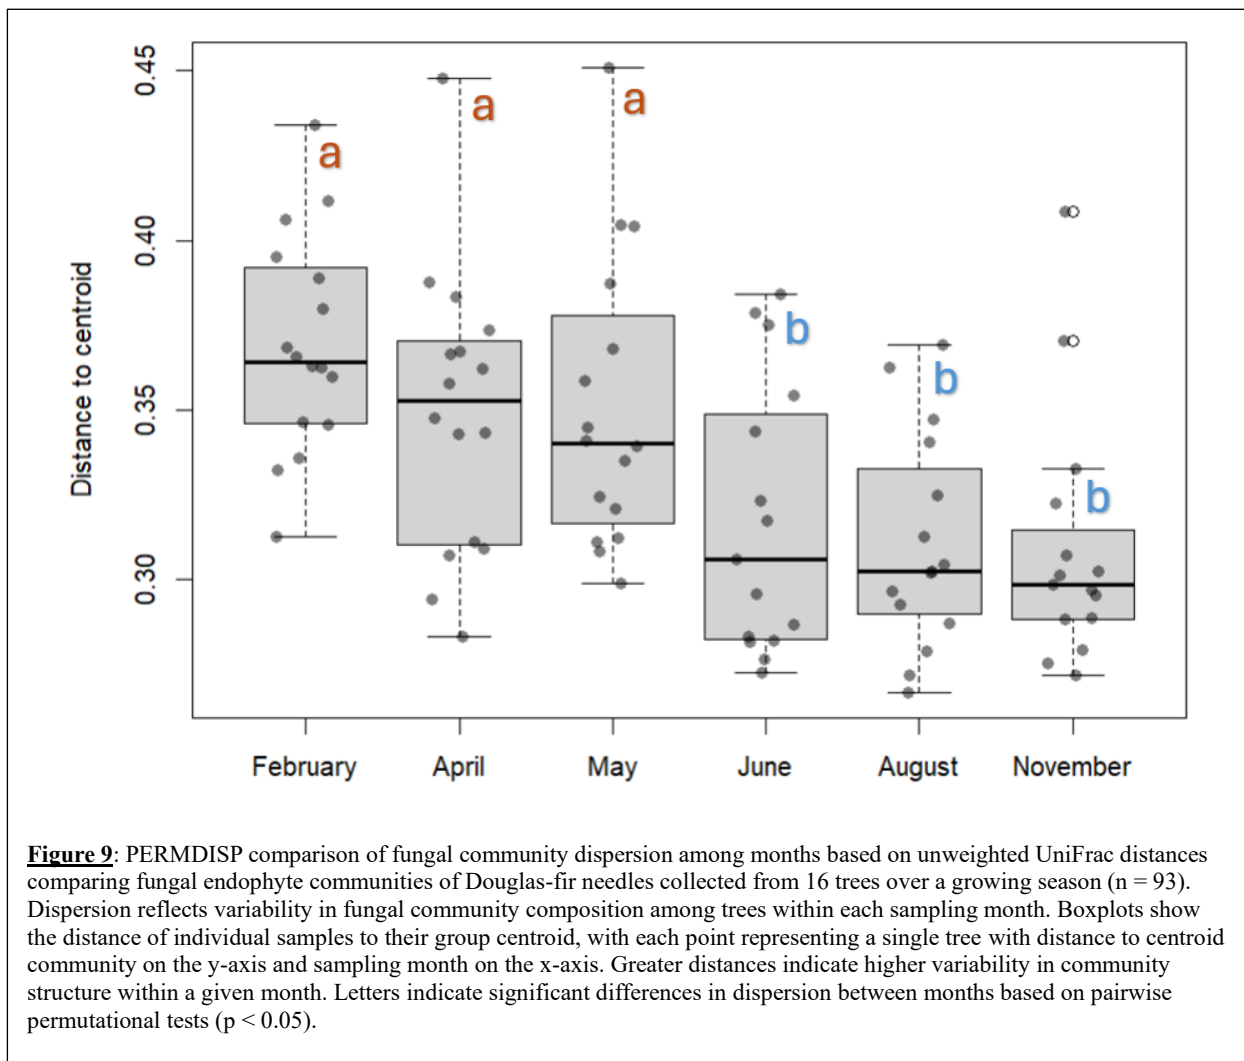 0.45
0.40
0.35
0.30
Distance to centroid
a
a
a
b
b
b
February April May June August November
Figure 9: PERMDISP comparison of fungal community dispersion among months based on unweighted UniFrac distances
comparing fungal endophyte communities of Douglas-fir needles collected from 16 trees over a growing season (n = 93).
Dispersion reflects variability in fungal community composition among trees within each sampling month. Boxplots show
the distance of individual samples to their group centroid, with each point representing a single tree with distance to centroid
community on the y-axis and sampling month on the x-axis. Greater distances indicate higher variability in community
structure within a given month. Letters indicate significant differences in dispersion between months based on pairwise
permutational tests (p < 0.05).